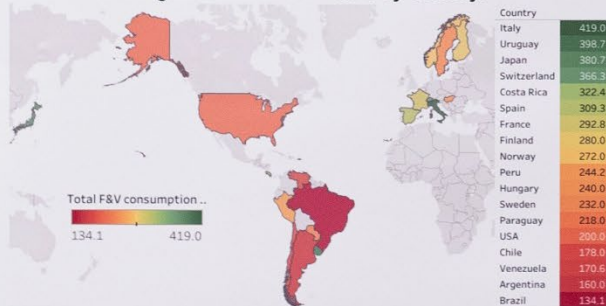 Country
Italy 419.0
Uruguay 398.7
Japan 380.7
Switzerland 366.3
Costa Rica 322.4
Spain 309.3
France 292.8
Finland 280.0
Norway 272.0
Peru 244.2
Hungary 240.0
Sweden 232.0
Paraguay 218.0
USA 200.0
Chile 178.0
Venezuela 170.6
Argentina 160.0
Brazil 134.1
Total F&V consumption ..
134.1 419.0